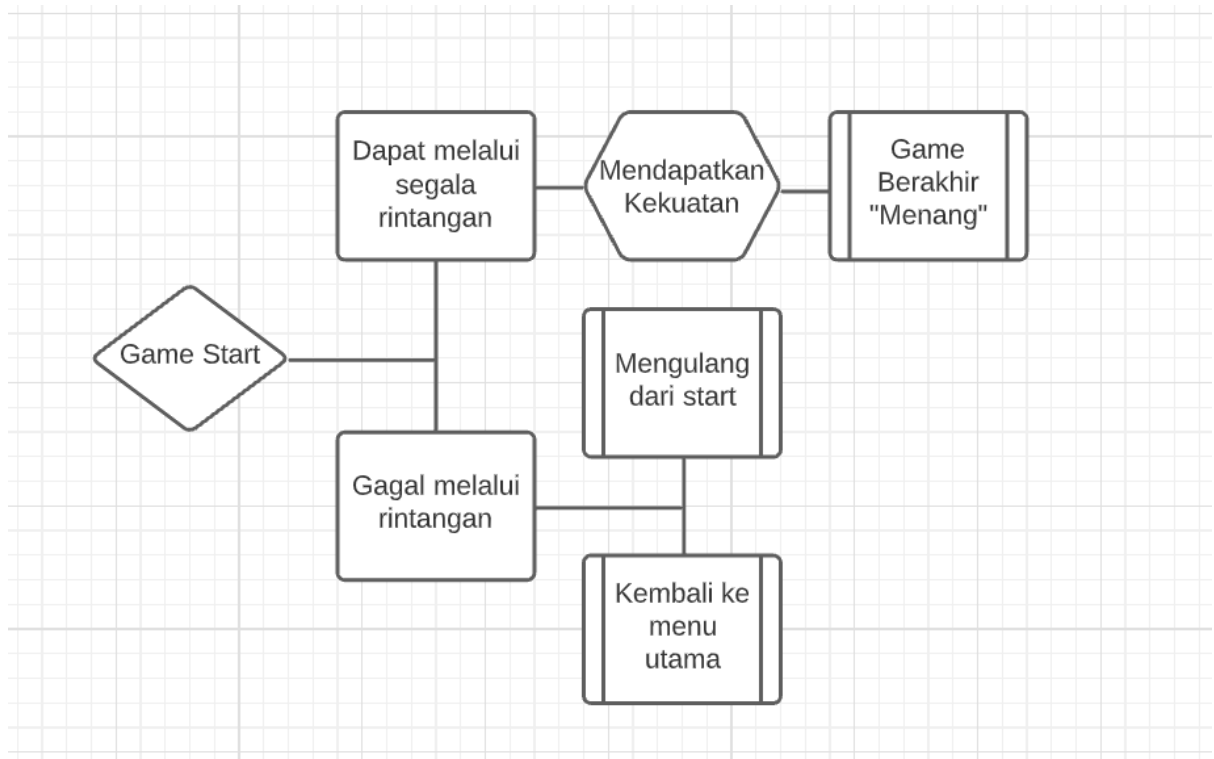 Dapat melalui
segala
rintangan
Mendapatkan
Kekuatan
Game
Berakhir
"Menang"
Game Start
Mengulang
dari start
Gagal melalui
rintangan
Kembali ke
menu
utama